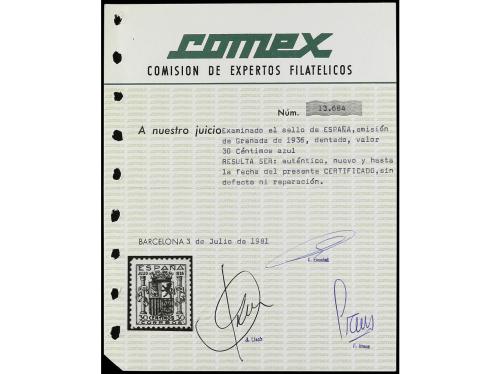 comex
COMISION DE EXPERTOS FILATELICOS
Núm. 13.684
A nuestro juicio Examinado el sello de ESPAÑA,emisión
de Granada de 1936, dentado, valor
30 Céntimos azul
RESULTA SER: auténtico, nuevo y hasta
la fecha del presente CERTIFICADO,sin
defecto ni reparación.
BARCELONA 3 de Julio de 1981
ESPAÑA
CORREOS